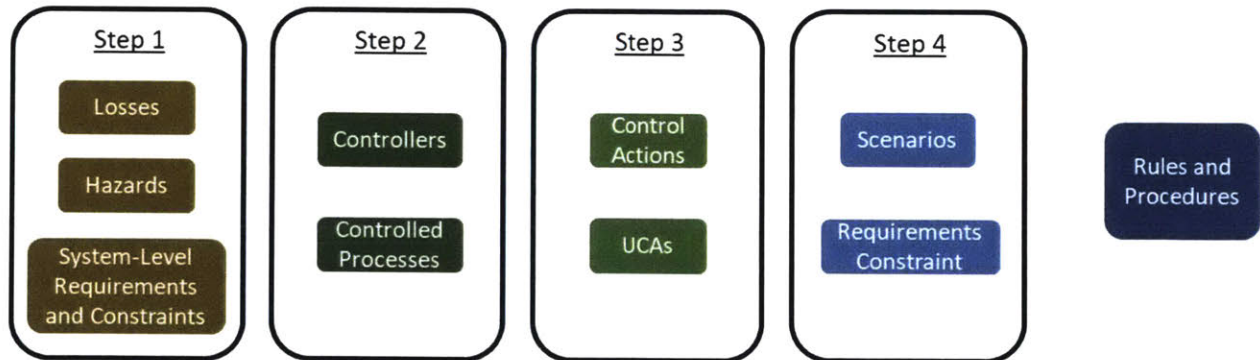 Step 1
Losses
Hazards
System-Level
Requirements
and Constraints
Step 2
Controllers
Controlled
Processes
Step 3
Control
Actions
UCAs
Step 4
Scenarios
Requirements
Constraint
Rules and
Procedures